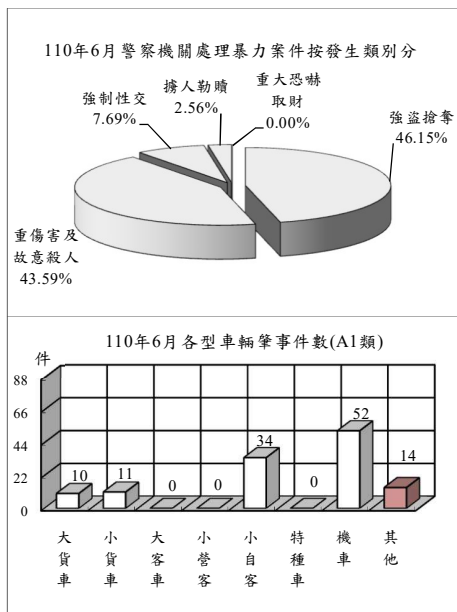 110年6月警察機關處理暴力案件按發生類別分
強制性交
7.69%
擄人勒贖
2.56%
重大恐嚇
取財
0.00%
強盜搶奪
46.15%
重傷害及
故意殺人
43.59%
110年6月各型車輛肇事件數(A1類)
件
88
66
44
22
0
10
11
0
0
34
0
52
14
大貨車
小貨車
大客車
小營客
小自客
特種車
機車
其他